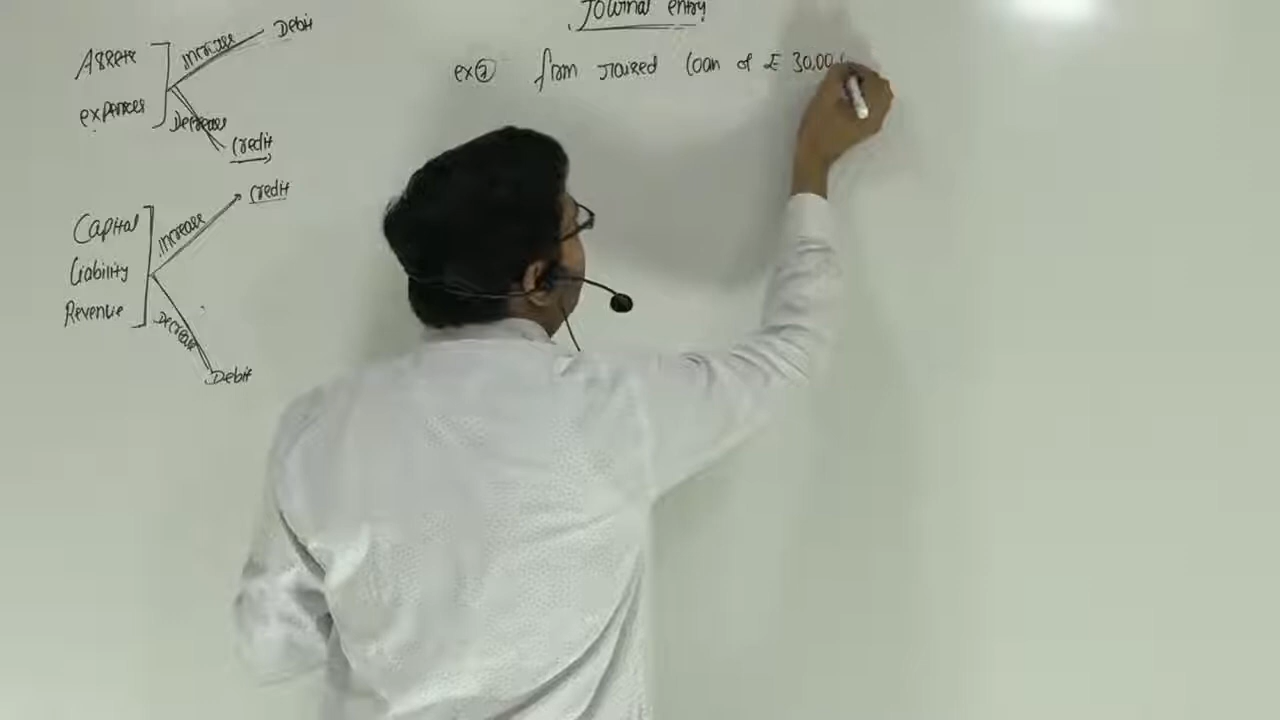 Journal entry
Assets
expenses
increase
Debit
Decrease
Credit
Capital
Liability
Revenue
increase
Credit
Decrease
Debit
ex② firm raised loan of £ 30,00